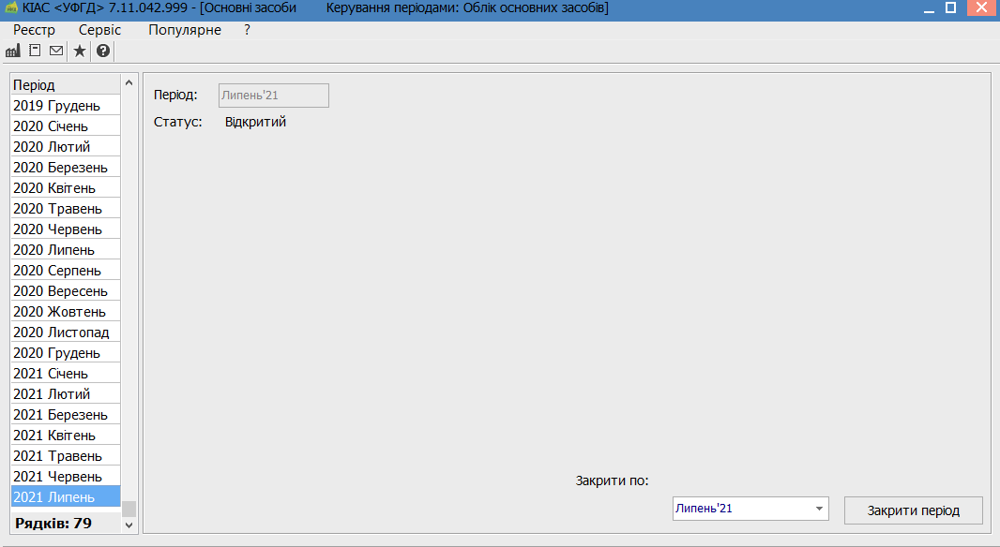 КІАС <УФГД> 7.11.042.999 - [Основні засоби Керування періодами: Облік основних засобів]
Реєстр Сервіс Популярне ?
Період
2019 Грудень
2020 Січень
2020 Лютий
2020 Березень
2020 Квітень
2020 Травень
2020 Червень
2020 Липень
2020 Серпень
2020 Вересень
2020 Жовтень
2020 Листопад
2020 Грудень
2021 Січень
2021 Лютий
2021 Березень
2021 Квітень
2021 Травень
2021 Червень
2021 Липень
Рядків: 79
Період: Липень'21
Статус: Відкритий
Закрити по:
Липень'21
Закрити період